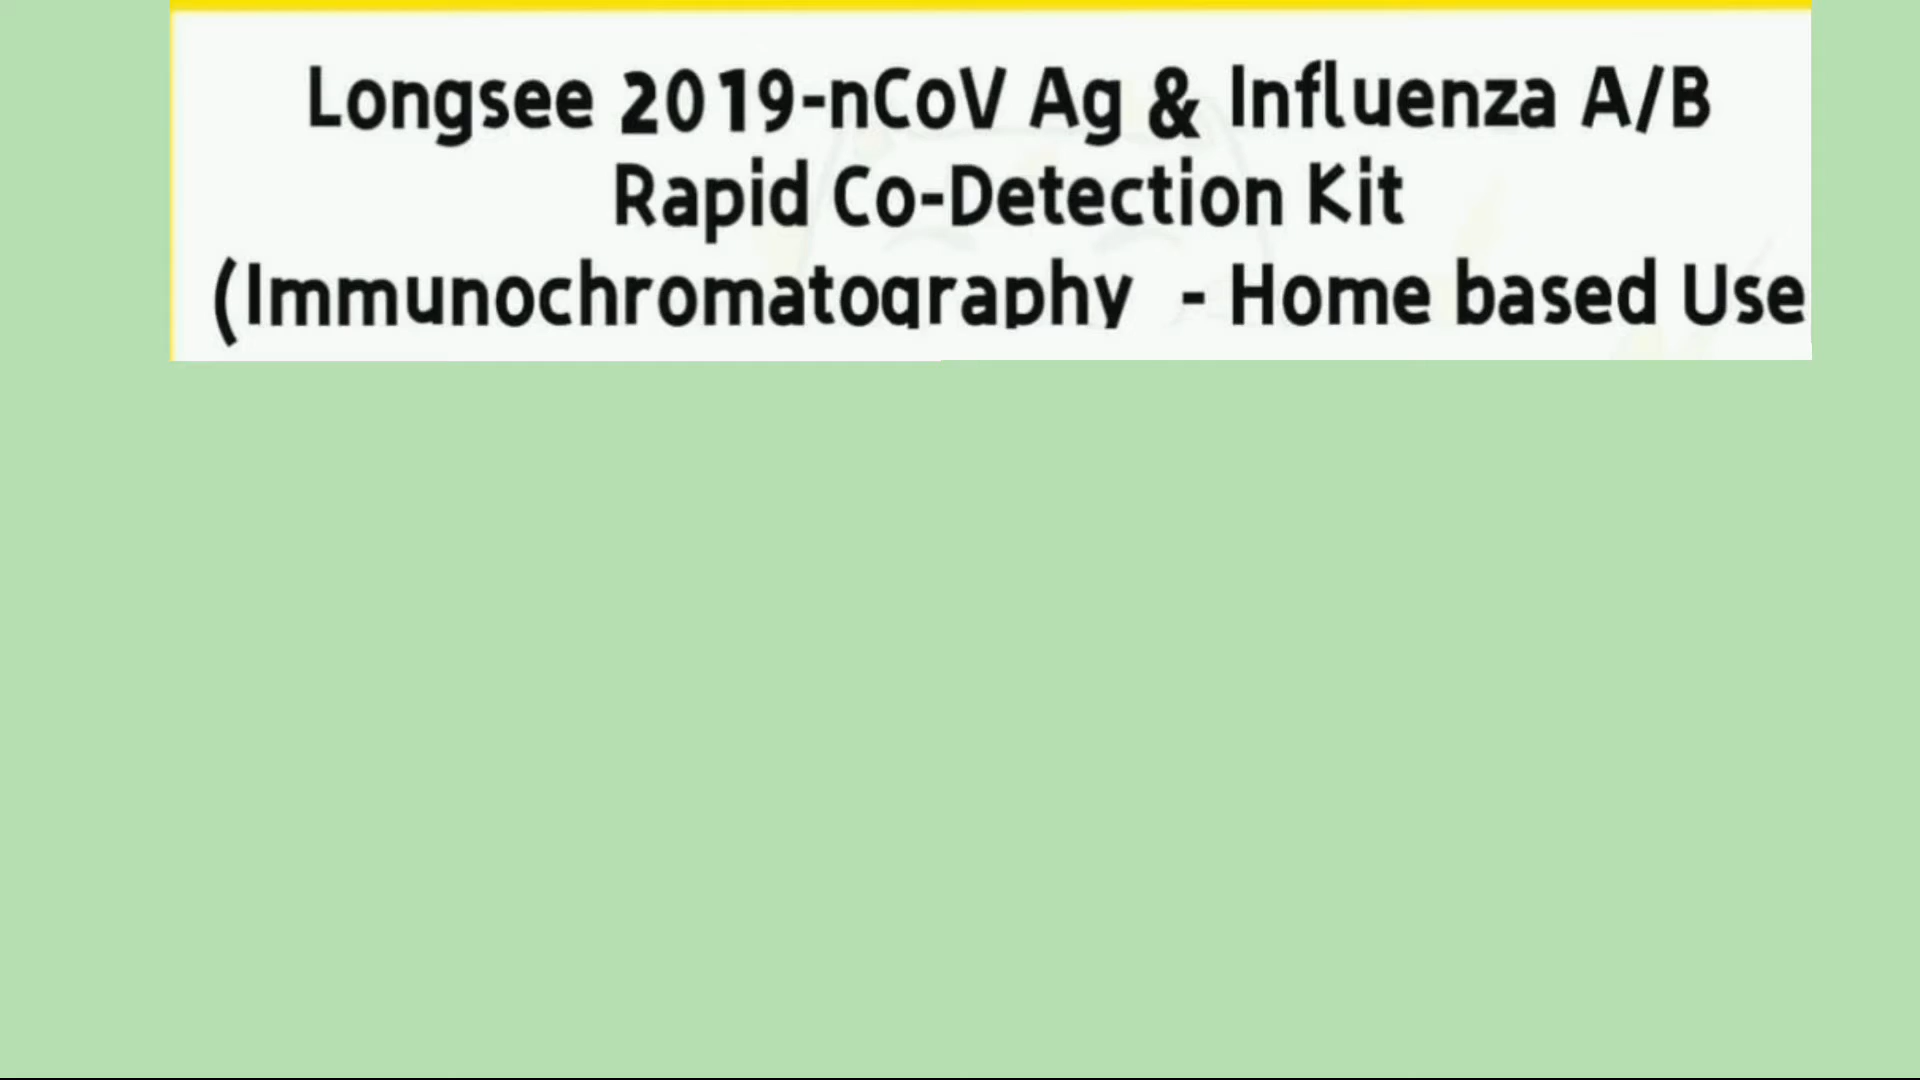 Longsee 2019-nCoV Ag & Influenza A/B
Rapid Co-Detection Kit
(Immunochromatography - Home based Use